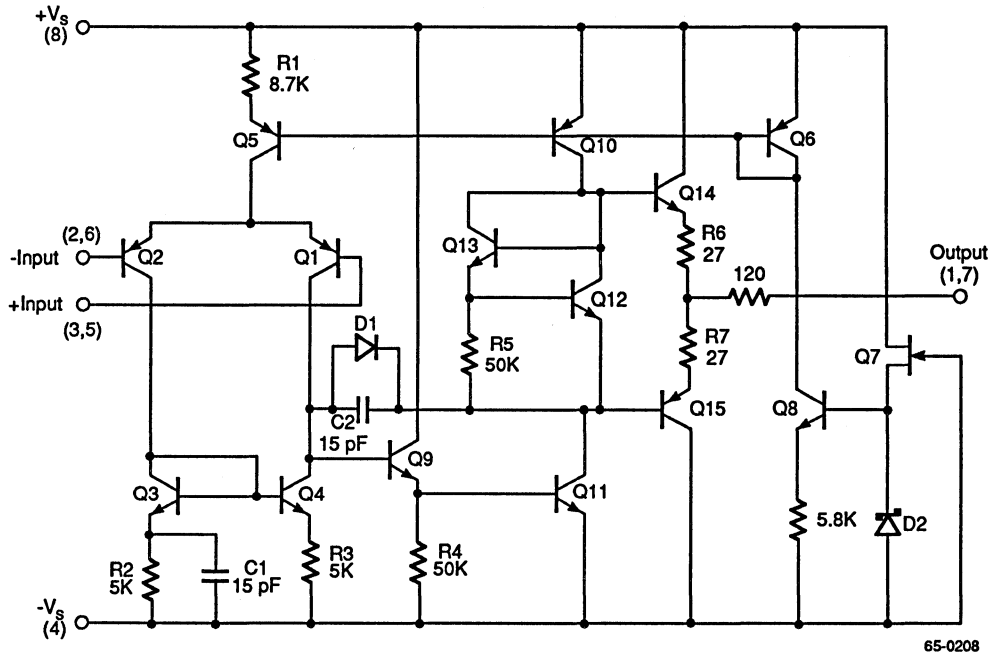 +Vs
(8)
R1
8.7K
Q5
Q10
Q6
Q14
(2,6)
-Input
Q2
Q1
Q13
R6
27
120
Output
(1,7)
+Input
(3,5)
Q12
D1
R5
50K
R7
27
Q7
C2
15 pF
Q15
Q8
Q9
Q3
Q4
Q11
5.8K
D2
R2
5K
C1
15 pF
R3
5K
R4
50K
-Vs
(4)
65-0208